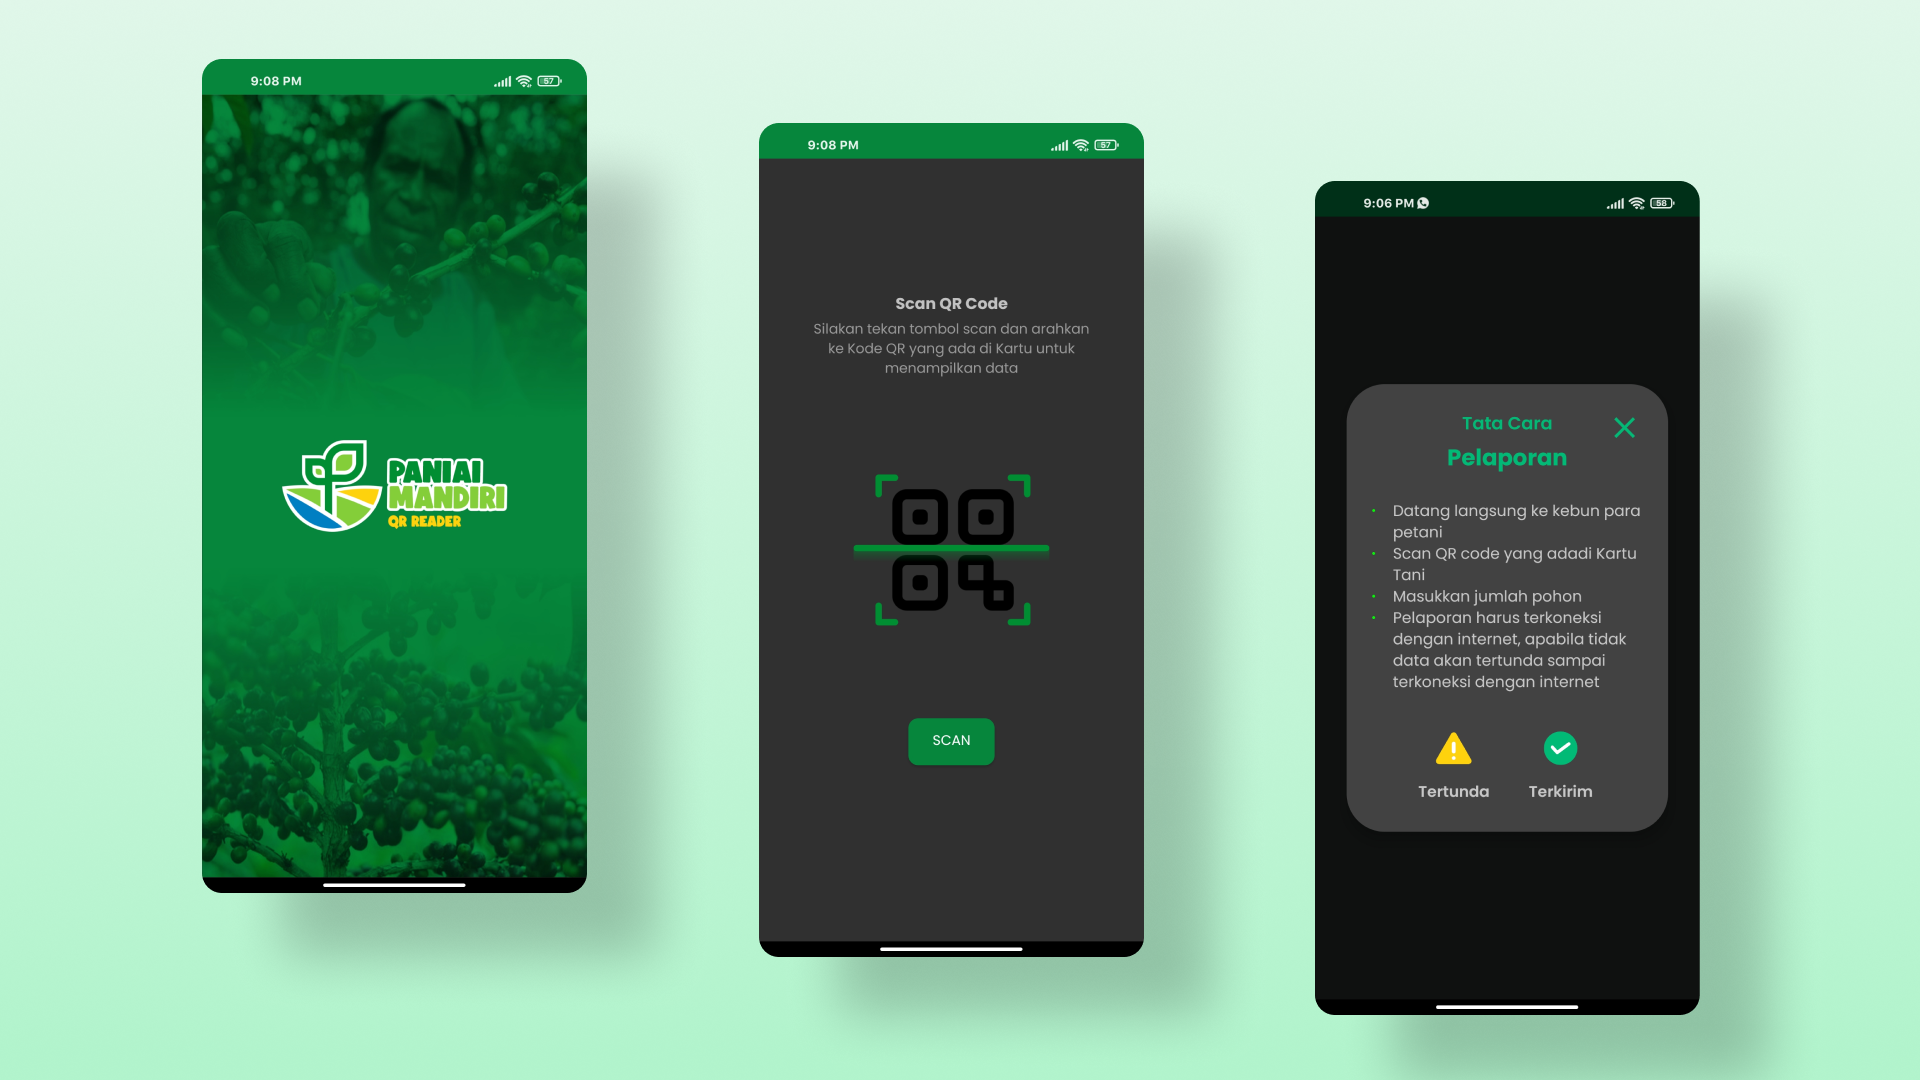 9:08 PM
57
PANIAI
MANDIRI
QR READER
9:08 PM
57
Scan QR Code
Silakan tekan tombol scan dan arahkan
ke Kode QR yang ada di Kartu untuk
menampilkan data
SCAN
9:06 PM
58
Tata Cara
Pelaporan
• Datang langsung ke kebun para
petani
• Scan QR code yang adadi Kartu
Tani
• Masukkan jumlah pohon
• Pelaporan harus terkoneksi
dengan internet, apabila tidak
data akan tertunda sampai
terkoneksi dengan internet
Tertunda
Terkirim